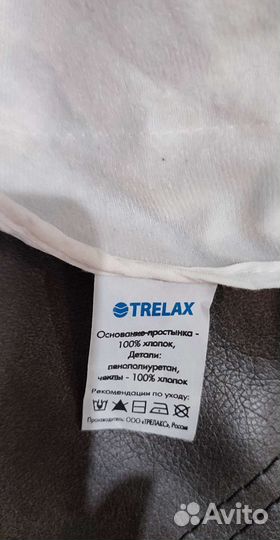 TRELAX
Основание-простынка -
100% хлопок,
Детали:
пенополиуретан,
чехлы - 100% хлопок
Рекомендации по уходу:
Производитель: ООО «ТРЕЛАКС», Россия
Avito